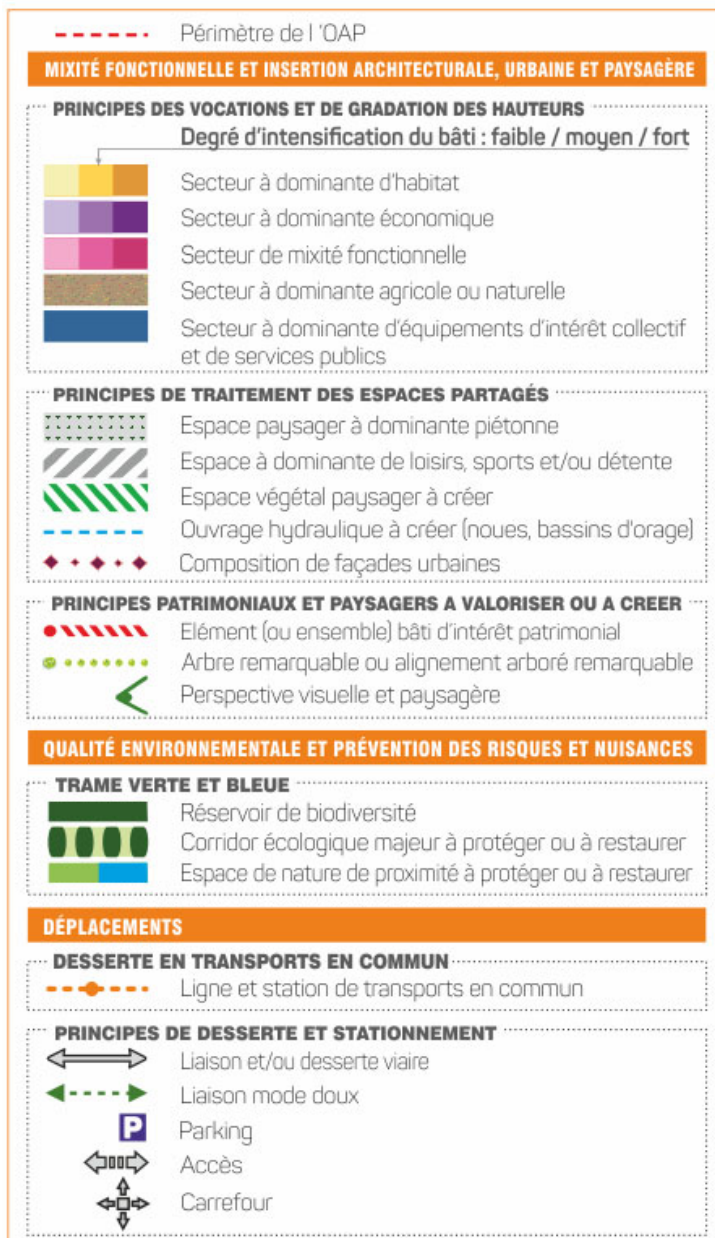 Périmètre de l 'OAP
MIXITÉ FONCTIONNELLE ET INSERTION ARCHITECTURALE, URBAINE ET PAYSAGÈRE
PRINCIPES DES VOCATIONS ET DE GRADATION DES HAUTEURS
Degré d'intensification du bâti : faible / moyen / fort
Secteur à dominante d'habitat
Secteur à dominante économique
Secteur de mixité fonctionnelle
Secteur à dominante agricole ou naturelle
Secteur à dominante d'équipements d'intérêt collectif
et de services publics
PRINCIPES DE TRAITEMENT DES ESPACES PARTAGÉS
Espace paysager à dominante piétonne
Espace à dominante de loisirs, sports et/ou détente
Espace végétal paysager à créer
Ouvrage hydraulique à créer (noues, bassins d'orage)
Composition de façades urbaines
PRINCIPES PATRIMONIAUX ET PAYSAGERS A VALORISER OU A CREER
Elément (ou ensemble) bâti d'intérêt patrimonial
Arbre remarquable ou alignement arboré remarquable
Perspective visuelle et paysagère
QUALITÉ ENVIRONNEMENTALE ET PRÉVENTION DES RISQUES ET NUISANCES
TRAME VERTE ET BLEUE
Réservoir de biodiversité
Corridor écologique majeur à protéger ou à restaurer
Espace de nature de proximité à protéger ou à restaurer
DÉPLACEMENTS
DESSERTE EN TRANSPORTS EN COMMUN
Ligne et station de transports en commun
PRINCIPES DE DESSERTE ET STATIONNEMENT
Liaison et/ou desserte viaire
Liaison mode doux
P Parking
Accès
Carrefour